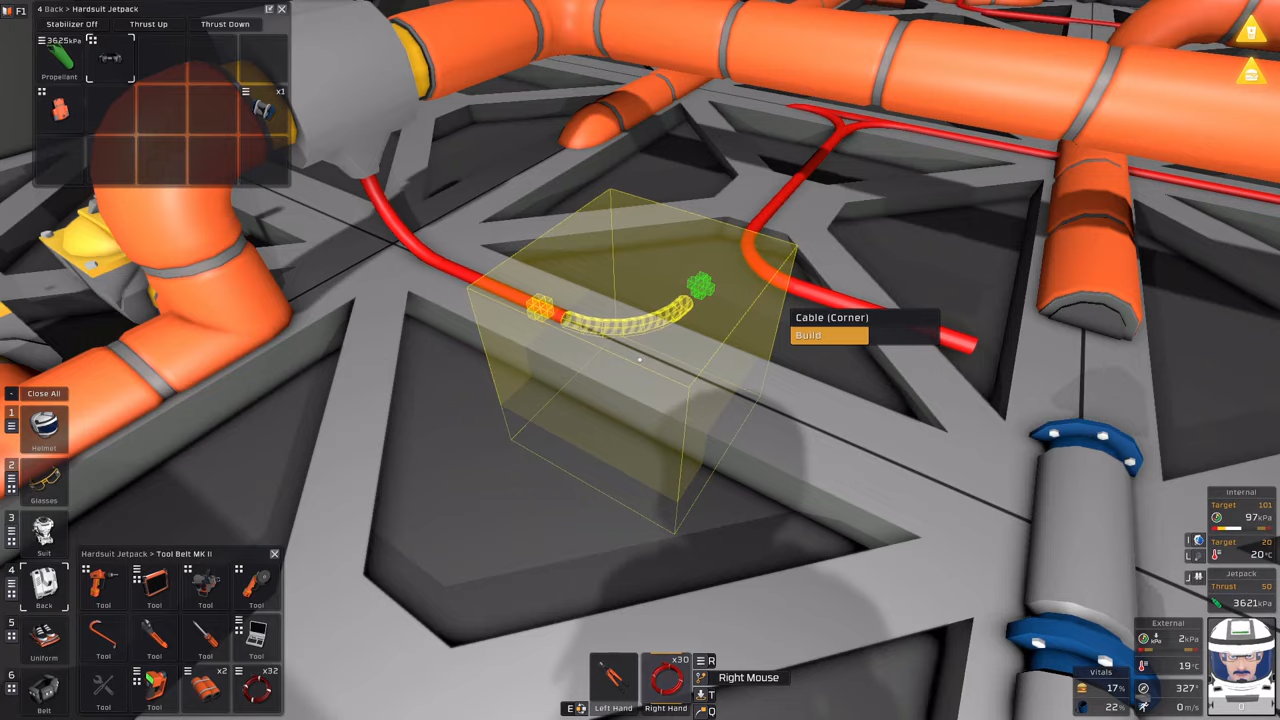 F1
4 Back > Hardsuit Jetpack
Stabilizer Off
Thrust Up
Thrust Down
3625kPa
Propellant
x1
Cable (Corner)
Build
Close All
1
Helmet
2
Glasses
3
Suit
4
Back
5
Uniform
6
Belt
Hardsuit Jetpack > Tool Belt MK II
Tool
Tool
Tool
Tool
Tool
Tool
Tool
Tool
Tool
Tool
x2
Tool
x32
Tool
E
Left Hand
x30
Right Hand
R
Right Mouse
T
Q
Internal
Target 101
97kPa
Target 20
20°C
I
L
J
Jetpack
Thrust 50
3621kPa
External
2kPa
19°C
327°
0m/s
Vitals
17%
22%
0